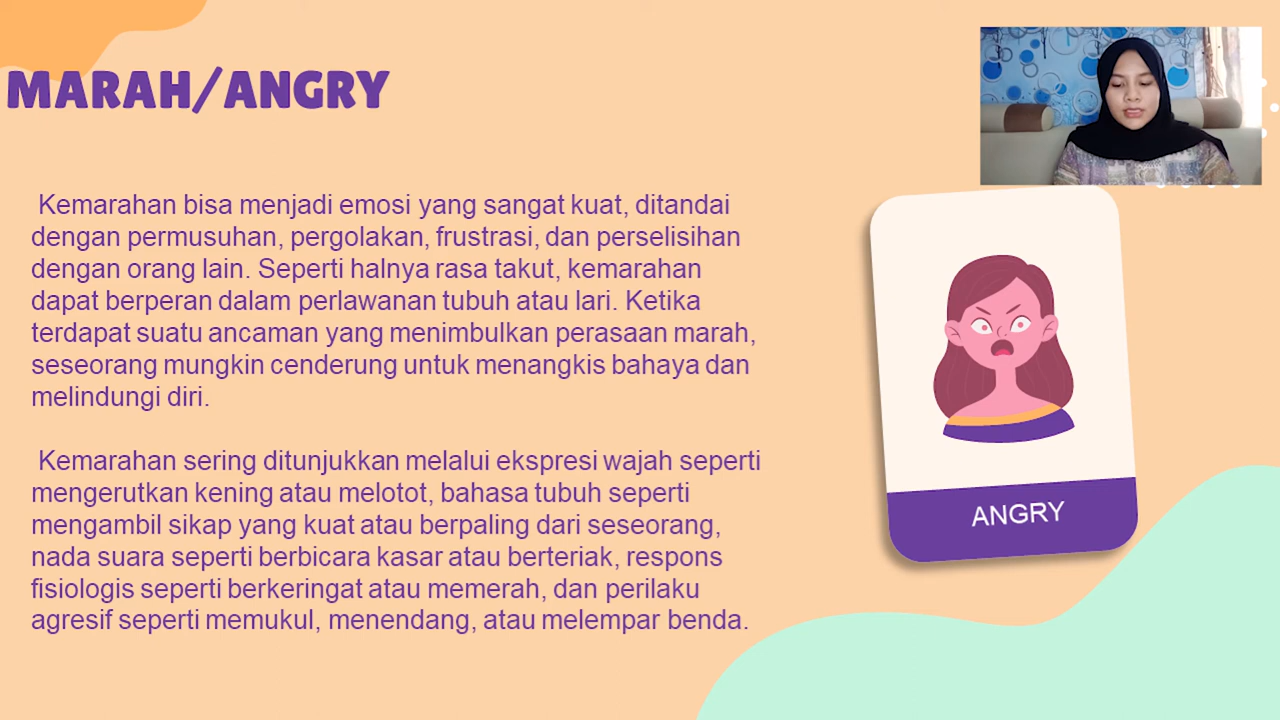 MARAH/ANGRY
Kemarahan bisa menjadi emosi yang sangat kuat, ditandai
dengan permusuhan, pergolakan, frustrasi, dan perselisihan
dengan orang lain. Seperti halnya rasa takut, kemarahan
dapat berperan dalam perlawanan tubuh atau lari. Ketika
terdapat suatu ancaman yang menimbulkan perasaan marah,
seseorang mungkin cenderung untuk menangkis bahaya dan
melindungi diri.
Kemarahan sering ditunjukkan melalui ekspresi wajah seperti
mengerutkan kening atau melotot, bahasa tubuh seperti
mengambil sikap yang kuat atau berpaling dari seseorang,
nada suara seperti berbicara kasar atau berteriak, respons
fisiologis seperti berkeringat atau memerah, dan perilaku
agresif seperti memukul, menendang, atau melempar benda.
ANGRY